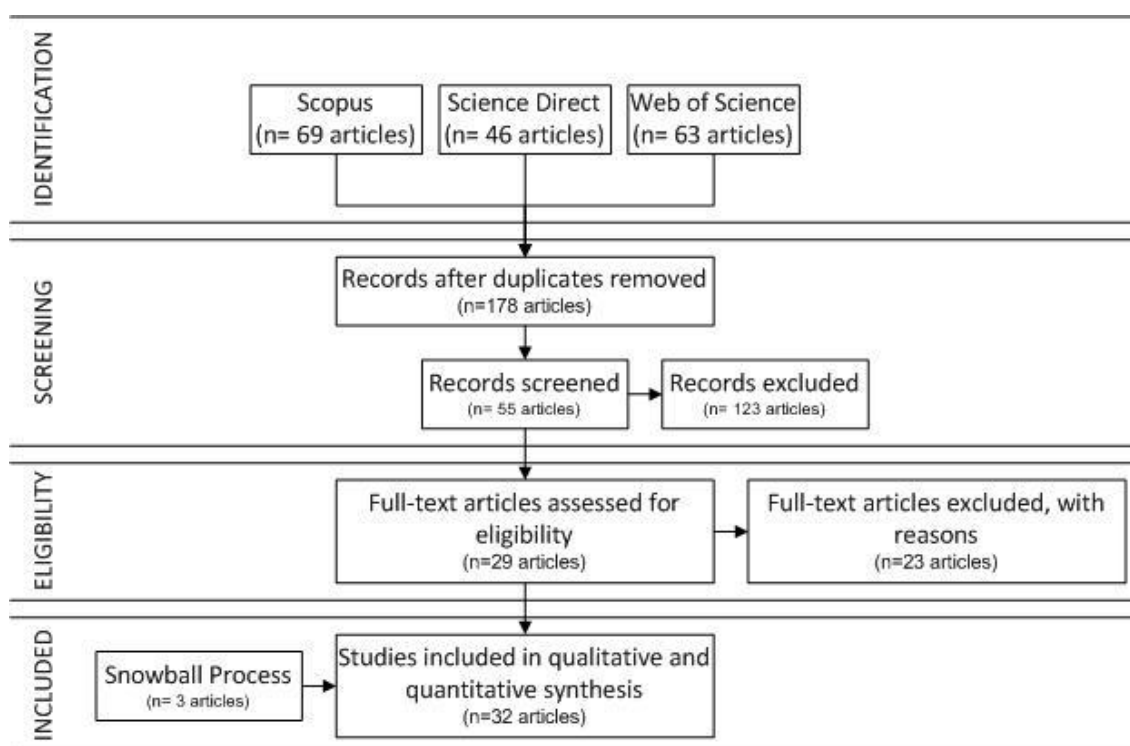 IDENTIFICATION
Scopus
(n= 69 articles)
Science Direct
(n= 46 articles)
Web of Science
(n= 63 articles)
SCREENING
Records after duplicates removed
(n=178 articles)
Records screened
(n= 55 articles)
Records excluded
(n= 123 articles)
ELIGIBILITY
Full-text articles assessed for
eligibility
(n=29 articles)
Full-text articles excluded, with
reasons
(n=23 articles)
INCLUDED
Snowball Process
(n= 3 articles)
Studies included in qualitative and
quantitative synthesis
(n=32 articles)